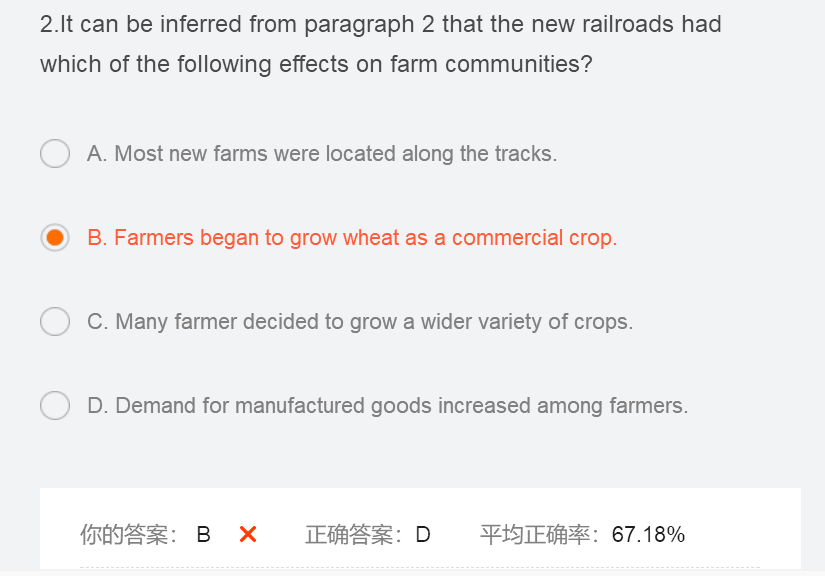 2.It can be inferred from paragraph 2 that the new railroads had
which of the following effects on farm communities?
A. Most new farms were located along the tracks.
B. Farmers began to grow wheat as a commercial crop.
C. Many farmer decided to grow a wider variety of crops.
D. Demand for manufactured goods increased among farmers.
你的答案： B 正确答案：D 平均正确率：67.18%